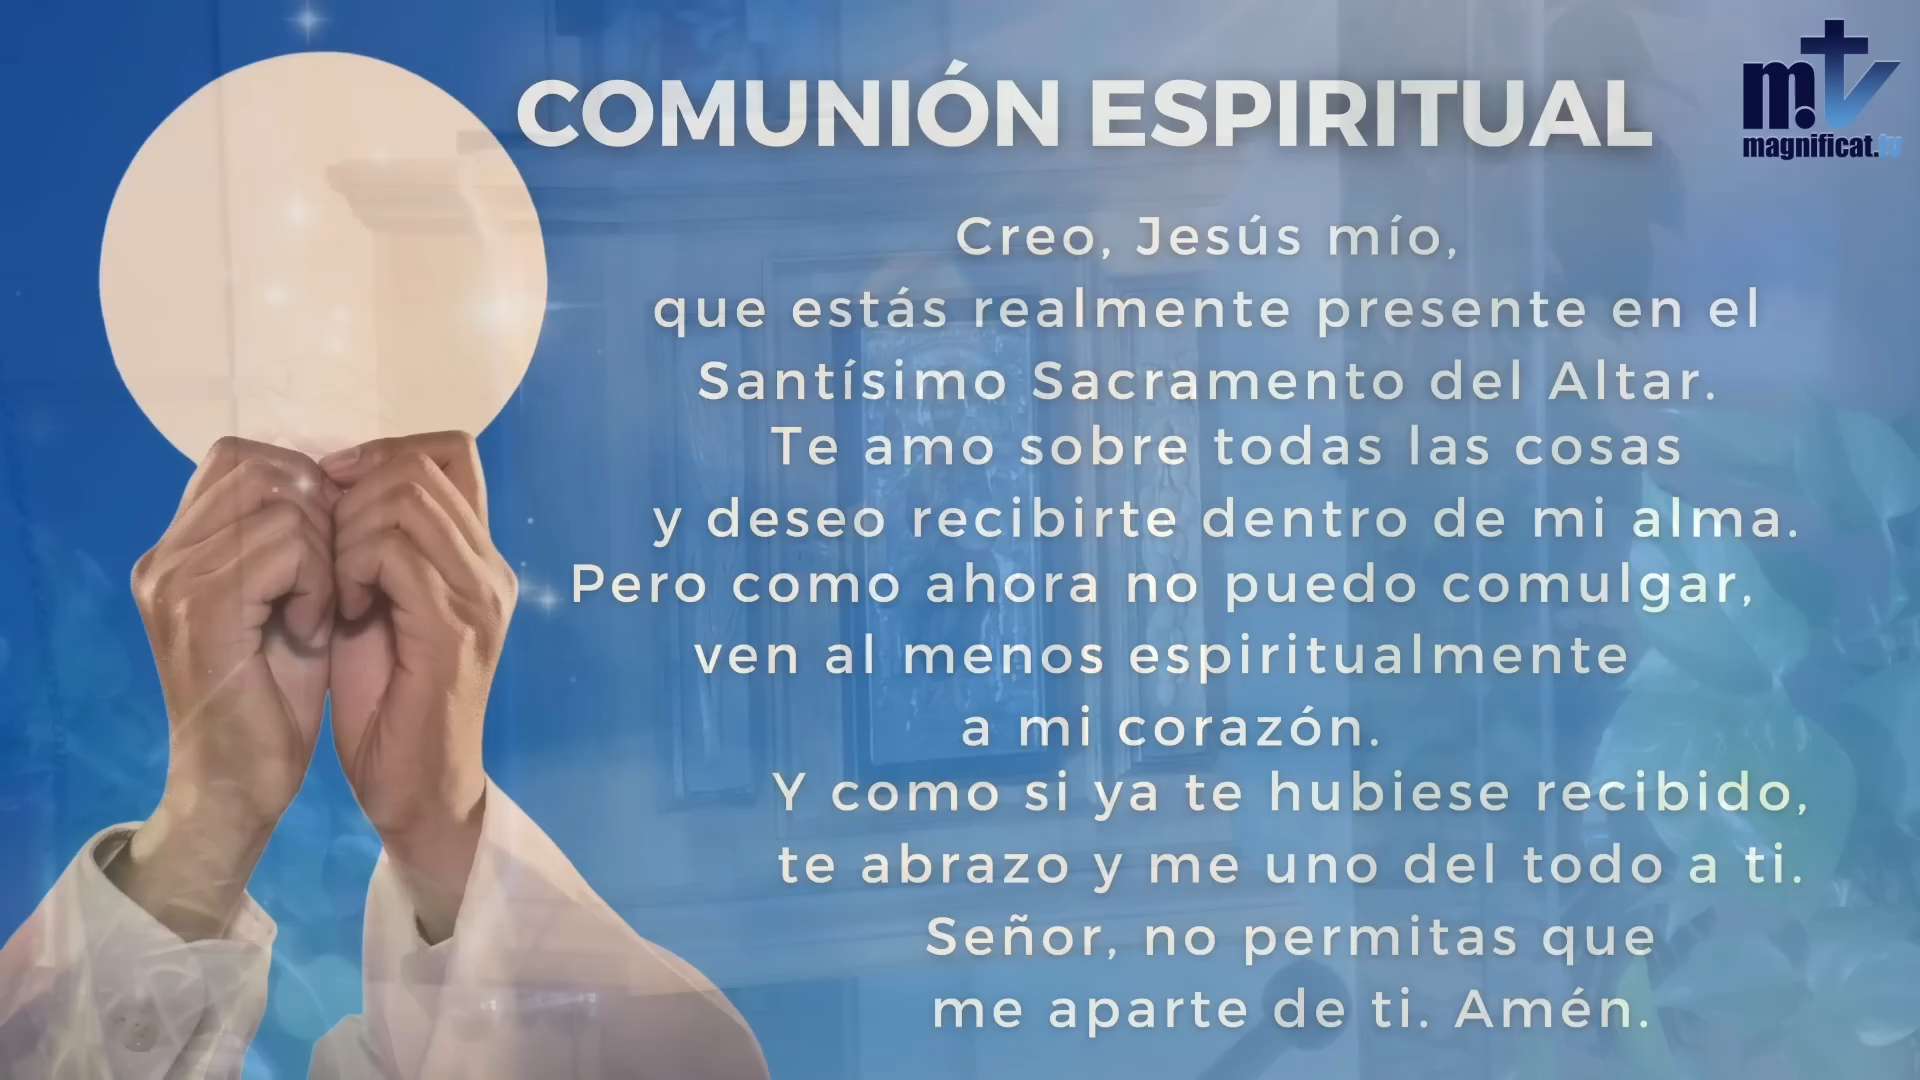 COMUNIÓN ESPIRITUAL
m.tv
magnificat.tv
Creo, Jesús mío,
que estás realmente presente en el
Santísimo Sacramento del Altar.
Te amo sobre todas las cosas
y deseo recibirte dentro de mi alma.
Pero como ahora no puedo comulgar,
ven al menos espiritualmente
a mi corazón.
Y como si ya te hubiese recibido,
te abrazo y me uno del todo a ti.
Señor, no permitas que
me aparte de ti. Amén.